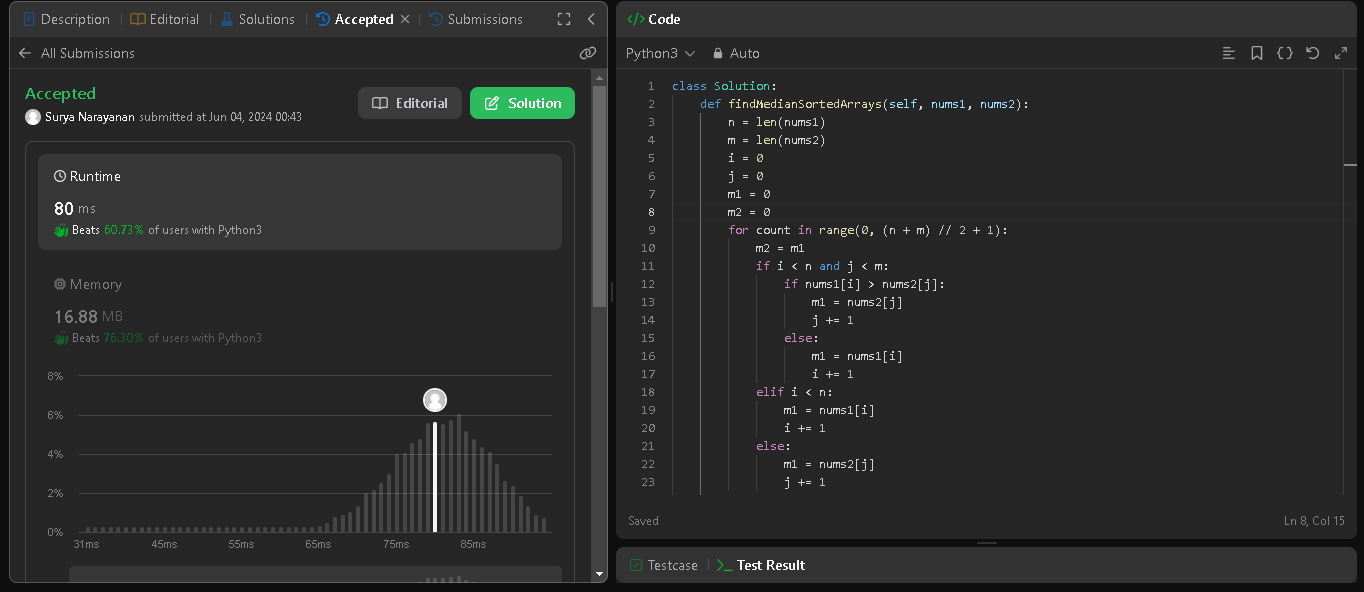 Description | Editorial | Solutions | Accepted × | Submissions
All Submissions
Accepted
Surya Narayanan submitted at Jun 04, 2024 00:43
Editorial
Solution
Runtime
80 ms
Beats 60.73% of users with Python3
Memory
16.88 MB
Beats 76.30% of users with Python3
8%
6%
4%
2%
0%
31ms 45ms 55ms 65ms 75ms 85ms
</> Code
Python3 Auto
1 class Solution:
2     def findMedianSortedArrays(self, nums1, nums2):
3         n = len(nums1)
4         m = len(nums2)
5         i = 0
6         j = 0
7         m1 = 0
8         m2 = 0
9         for count in range(0, (n + m) // 2 + 1):
10             m2 = m1
11             if i < n and j < m:
12                 if nums1[i] > nums2[j]:
13                     m1 = nums2[j]
14                     j += 1
15                 else:
16                     m1 = nums1[i]
17                     i += 1
18             elif i < n:
19                 m1 = nums1[i]
20                 i += 1
21             else:
22                 m1 = nums2[j]
23                 j += 1
Saved
Ln 8, Col 15
Testcase | >_ Test Result